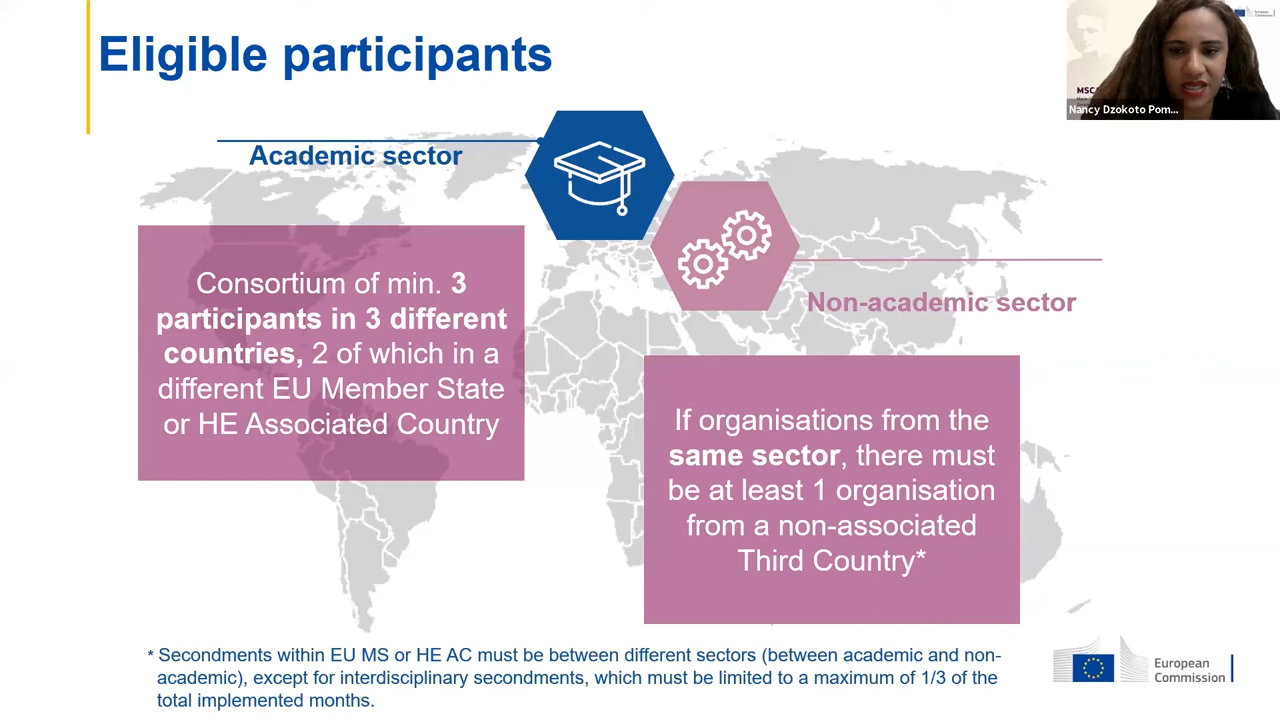 Eligible participants
Academic sector
Consortium of min. 3
participants in 3 different
countries, 2 of which in a
different EU Member State
or HE Associated Country
Non-academic sector
If organisations from the
same sector, there must
be at least 1 organisation
from a non-associated
Third Country*
* Secondments within EU MS or HE AC must be between different sectors (between academic and non-
academic), except for interdisciplinary secondments, which must be limited to a maximum of 1/3 of the
total implemented months.
European
Commission
MSCA
Nancy Dzokoto Pom...
European
Commission